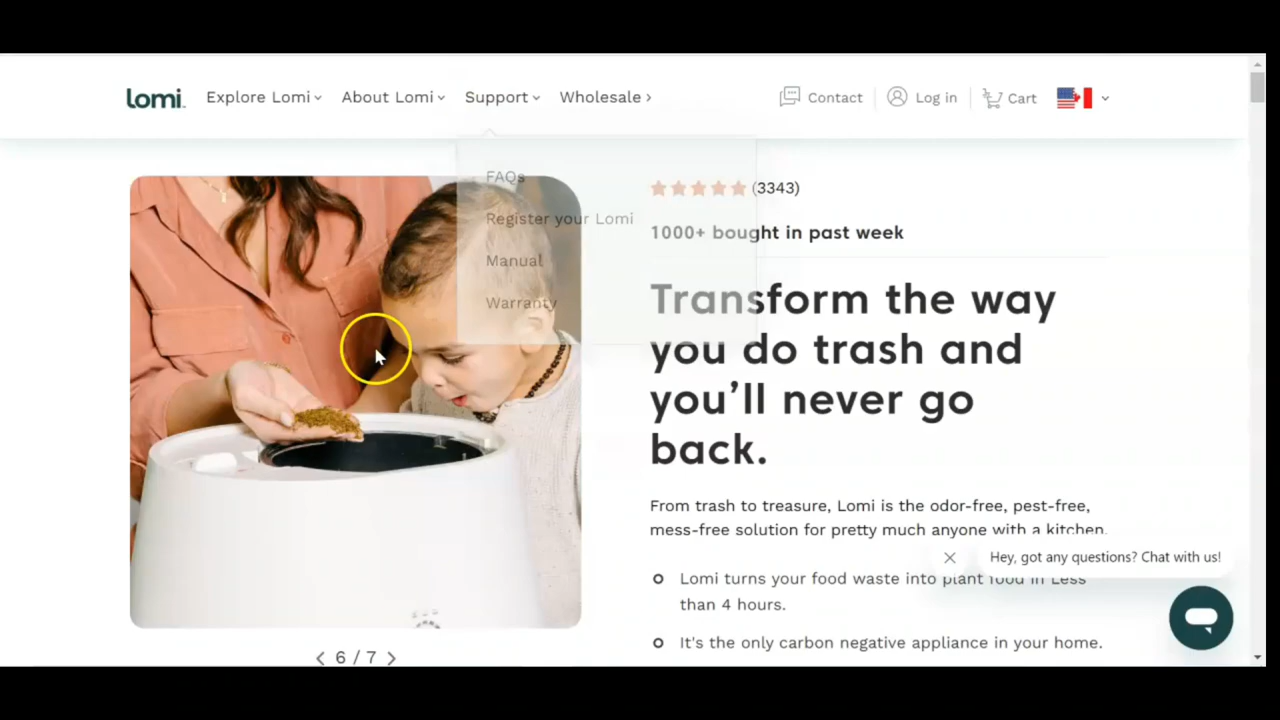 lomi
Explore Lomi
About Lomi
Support
Wholesale
Contact
Log in
Cart
FAQs
Register your Lomi
Manual
Warranty
(3343)
1000+ bought in past week
Transform the way
you do trash and
you’ll never go
back.
From trash to treasure, Lomi is the odor-free, pest-free,
mess-free solution for pretty much anyone with a kitchen.
Hey, got any questions? Chat with us!
Lomi turns your food waste into plant food in Less
than 4 hours.
It's the only carbon negative appliance in your home.
6 / 7